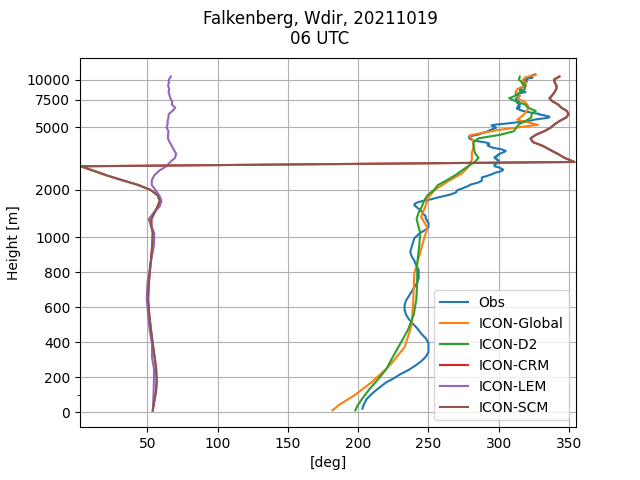 Falkenberg, Wdir, 20211019
06 UTC
10000
7500
5000
2000
1000
800
600
400
200
0
Height [m]
50
100
150
200
250
300
350
[deg]
Obs
ICON-Global
ICON-D2
ICON-CRM
ICON-LEM
ICON-SCM